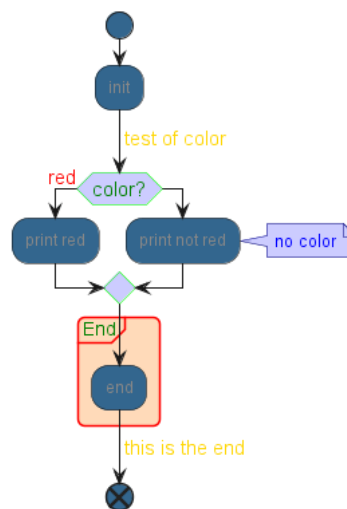 init
test of color
red
color?
print red
print not red
no color
End
end
this is the end